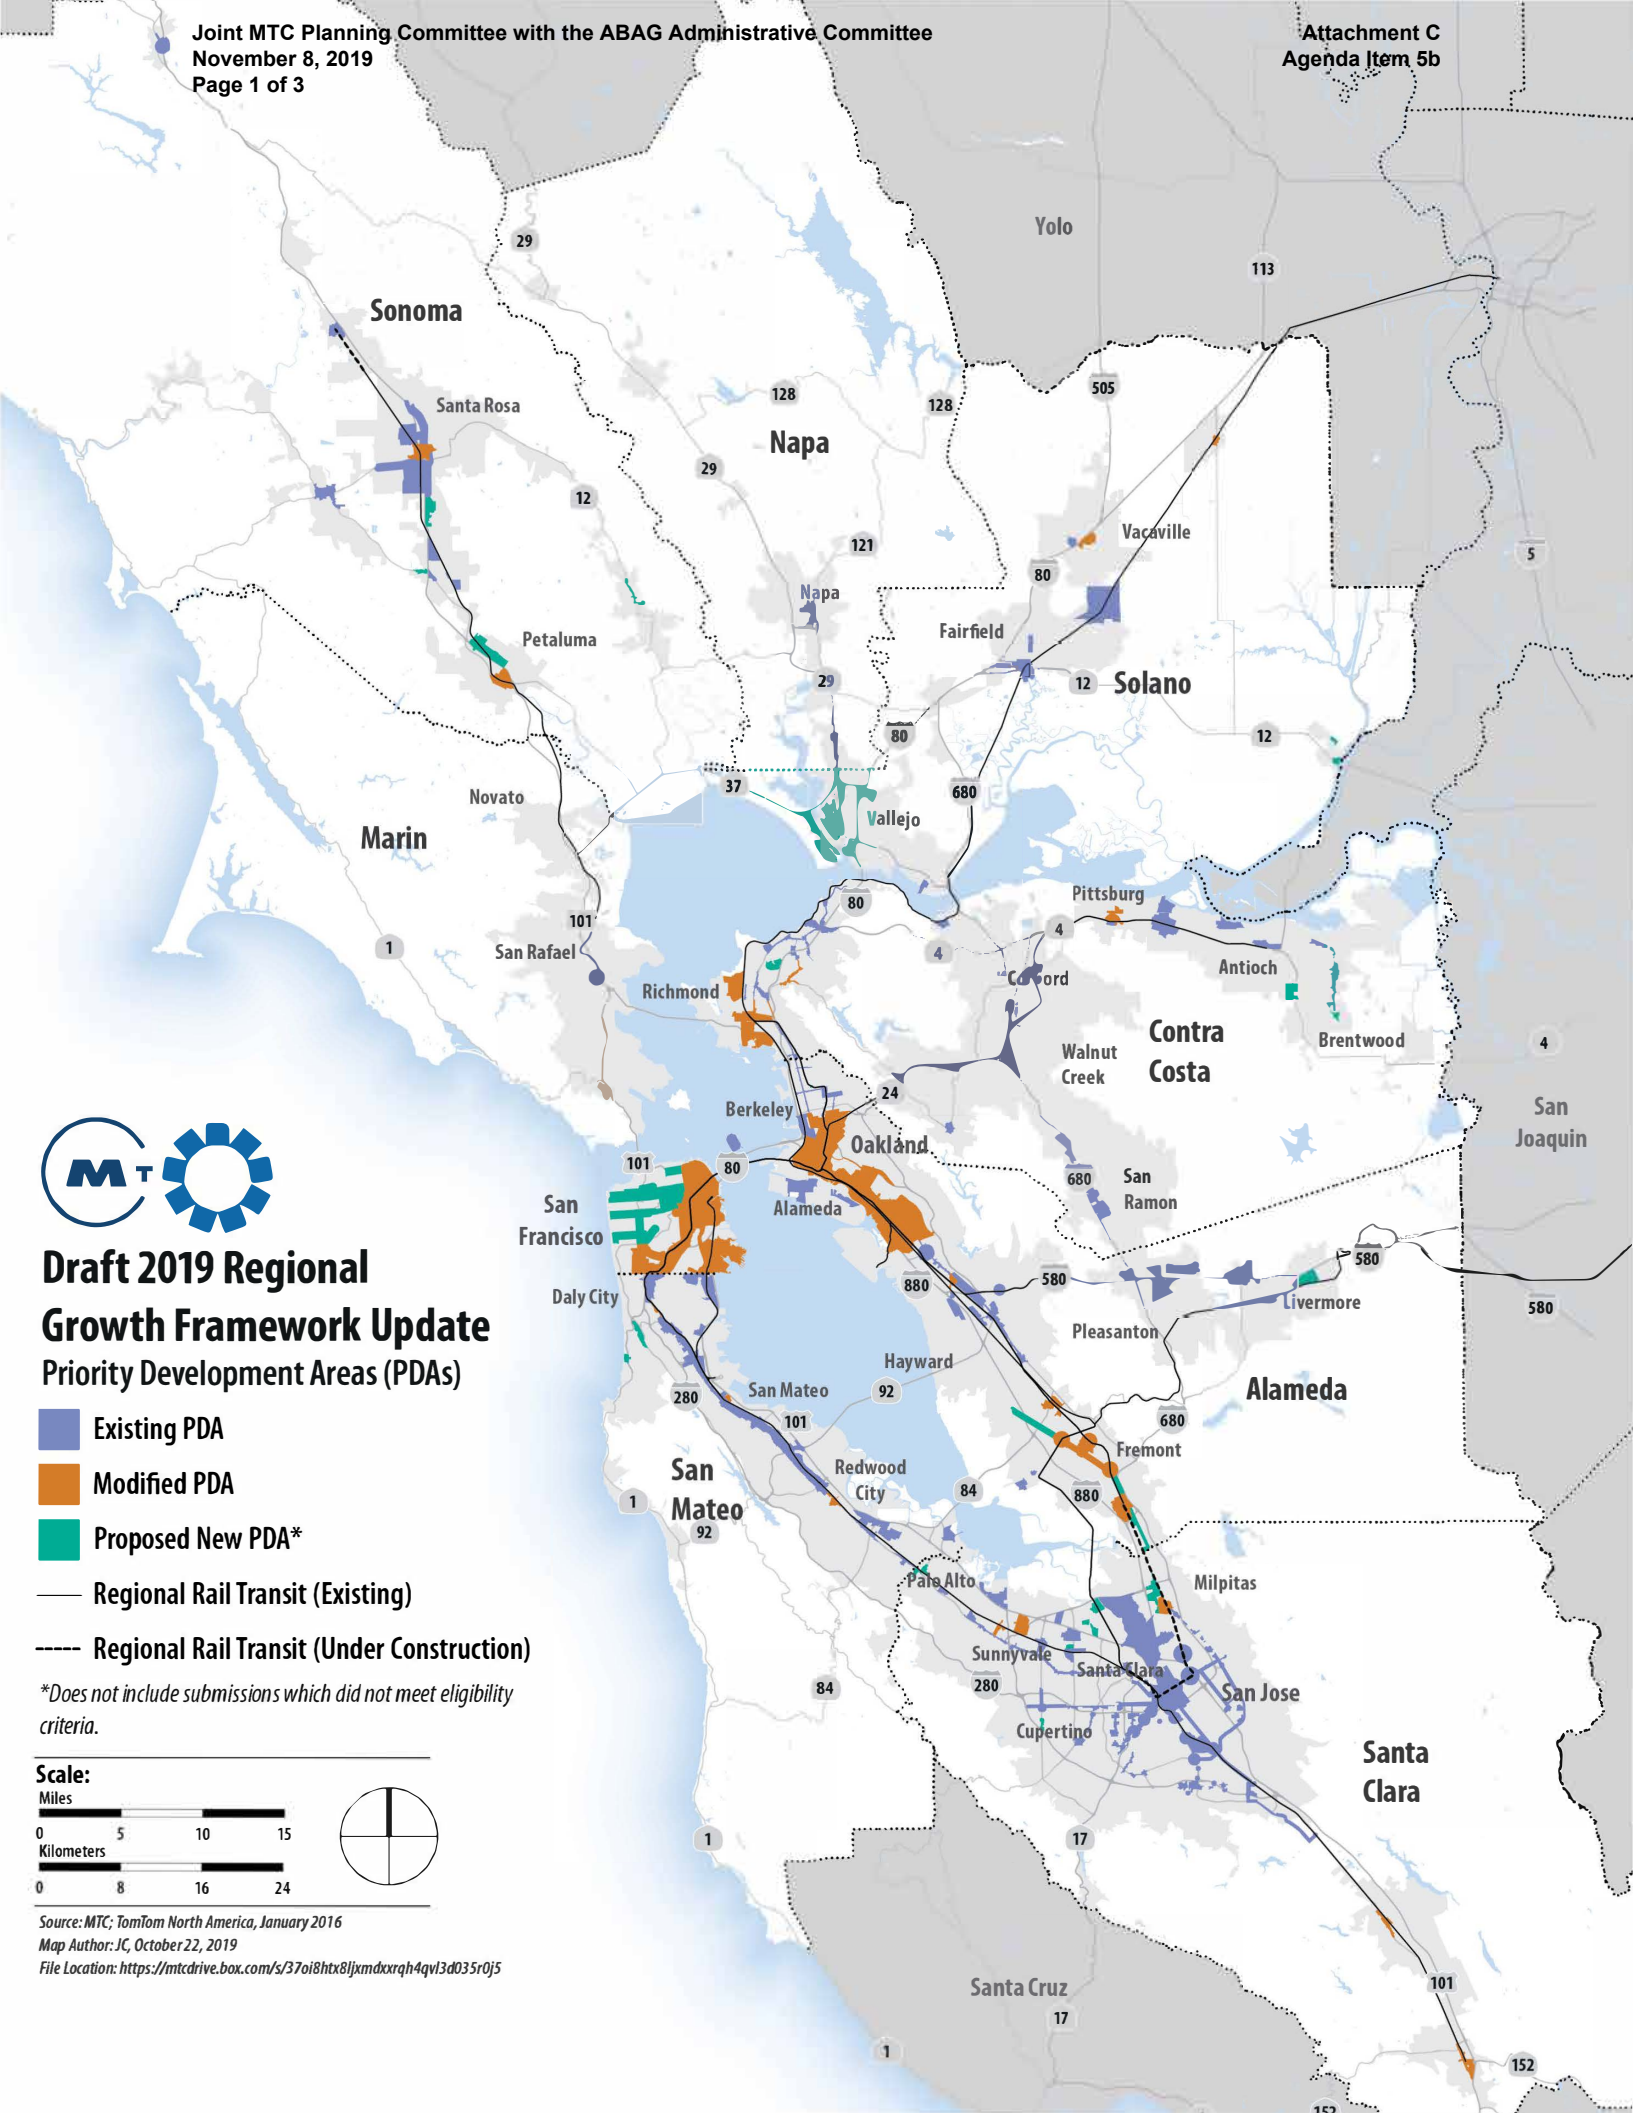 Joint MTC Planning Committee with the ABAG Administrative Committee
November 8, 2019
Page 1 of 3
Attachment C
Agenda Item 5b
Yolo
29
113
Sonoma
505
128
128
Santa Rosa
Napa
29
12
Vacaville
121
5
80
Napa
Fairfield
Petaluma
29
12
Solano
80
12
37
680
Novato
Vallejo
Marin
Pittsburg
80
101
4
1
San Rafael
4
Antioch
Concord
Richmond
Contra
Costa
Brentwood
4
Walnut
Creek
24
Berkeley
San
Joaquin
Oakland
101
80
680
San
Ramon
San
Francisco
Alameda
580
Daly City
880
580
Livermore
580
Pleasanton
Hayward
280
San Mateo
92
Alameda
101
680
Fremont
San
Mateo
Redwood
City
84
880
1
92
Palo Alto
Milpitas
Sunnyvale
Santa Clara
280
84
San Jose
Cupertino
Santa
Clara
1
17
101
Santa Cruz
17
1
152
152
M T
Draft 2019 Regional
Growth Framework Update
Priority Development Areas (PDAs)
Existing PDA
Modified PDA
Proposed New PDA*
Regional Rail Transit (Existing)
Regional Rail Transit (Under Construction)
*Does not include submissions which did not meet eligibility
criteria.
Scale:
Miles
0 5 10 15
Kilometers
0 8 16 24
Source: MTC; TomTom North America, January 2016
Map Author: JC, October 22, 2019
File Location: https://mtcdrive.box.com/s/37oi8htx8ljxmdxxrqh4qvl3d035r0j5